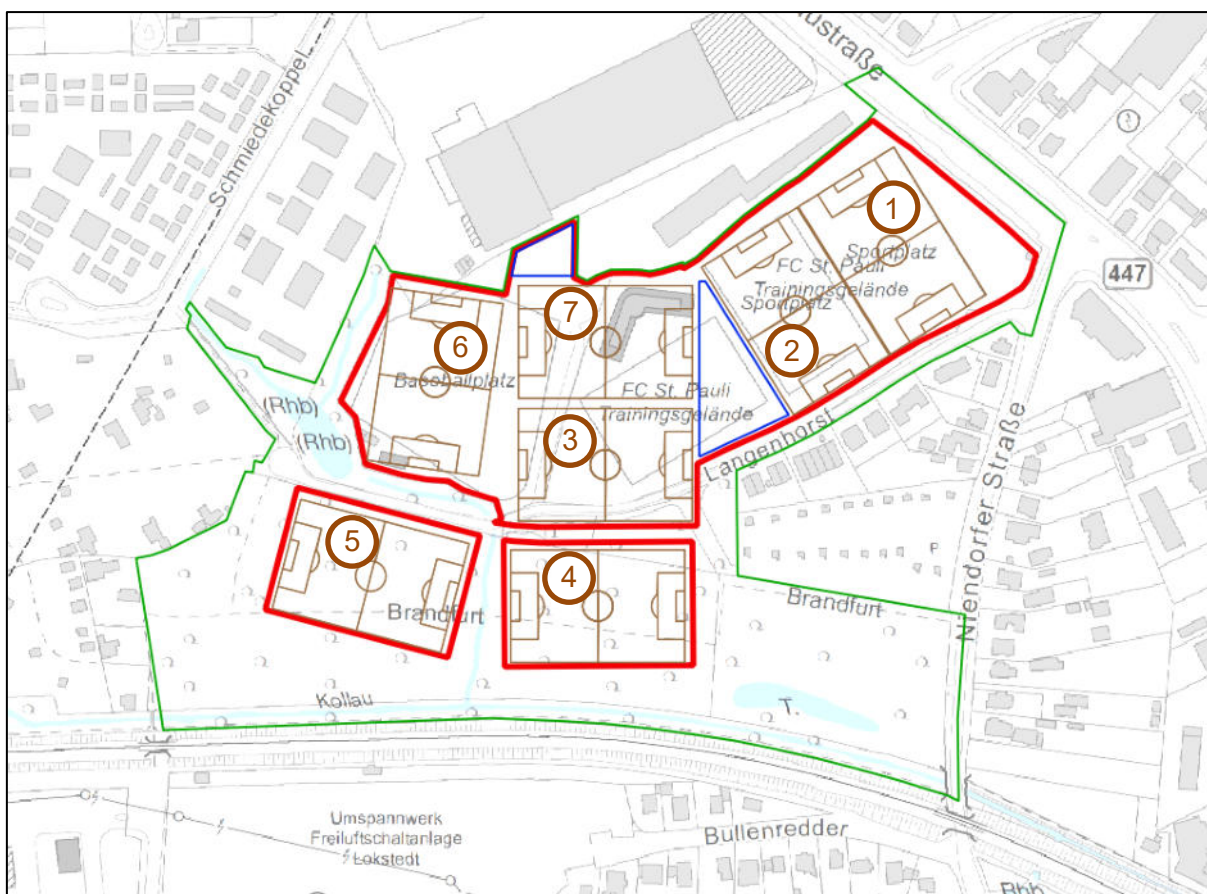 ustraße
Schmiedekoppel
1
Sportplatz
FC St. Pauli
Trainingsgelände
Sportplatz
447
7
6
2
Baseballplatz
FC St. Pauli
Trainingsgelände
(Rhb)
(Rhb)
3
Langenhorst
Niendorfer Straße
5
4
P
Brandfurt
Brandfurt
Kollau
T.
Umspannwerk
Freiluftschaltanlage
Lokstedt
Bullenredder
Rhb